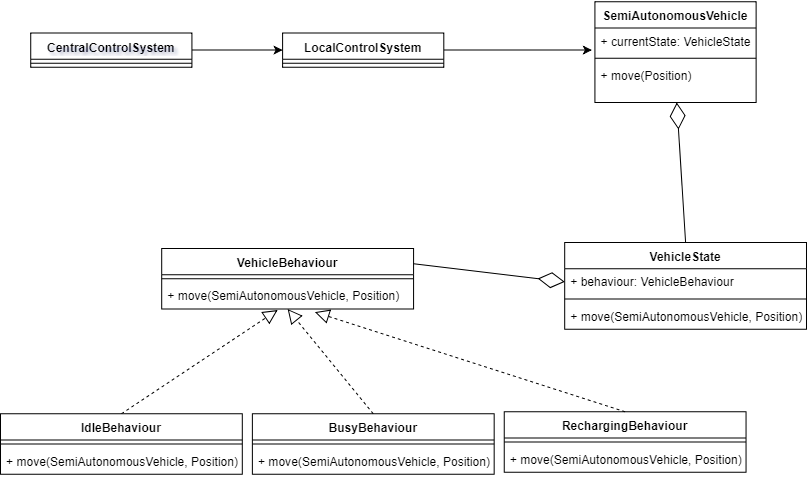 SemiAutonomousVehicle
+ currentState: VehicleState
+ move(Position)
CentralControlSystem
LocalControlSystem
VehicleBehaviour
+ move(SemiAutonomousVehicle, Position)
VehicleState
+ behaviour: VehicleBehaviour
+ move(SemiAutonomousVehicle, Position)
IdleBehaviour
+ move(SemiAutonomousVehicle, Position)
BusyBehaviour
+ move(SemiAutonomousVehicle, Position)
RechargingBehaviour
+ move(SemiAutonomousVehicle, Position)